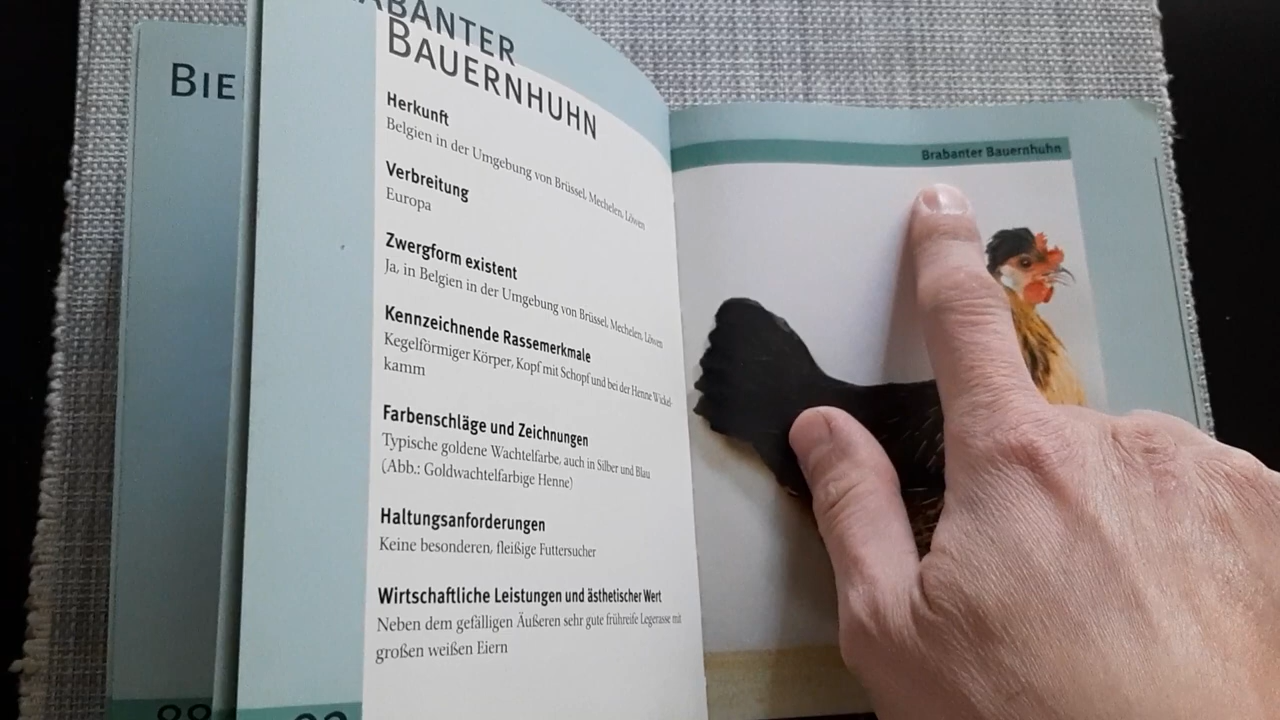 BIE
BRABANTER
BAUERNHUHN
Herkunft
Belgien in der Umgebung von Brüssel, Mechelen, Löwen
Verbreitung
Europa
Zwergform existent
Ja, in Belgien in der Umgebung von Brüssel, Mechelen, Löwen
Kennzeichnende Rassemerkmale
Kegelförmiger Körper, Kopf mit Schopf und bei der Henne Wickel-
kamm
Farbenschläge und Zeichnungen
Typische goldene Wachtelfarbe, auch in Silber und Blau
(Abb.: Goldwachtelfarbige Henne)
Haltungsanforderungen
Keine besonderen, fleißige Futtersucher
Wirtschaftliche Leistungen und ästhetischer Wert
Neben dem gefälligen Äußeren sehr gute frühreife Legerasse mit
großen weißen Eiern
Brabanter Bauernhuhn